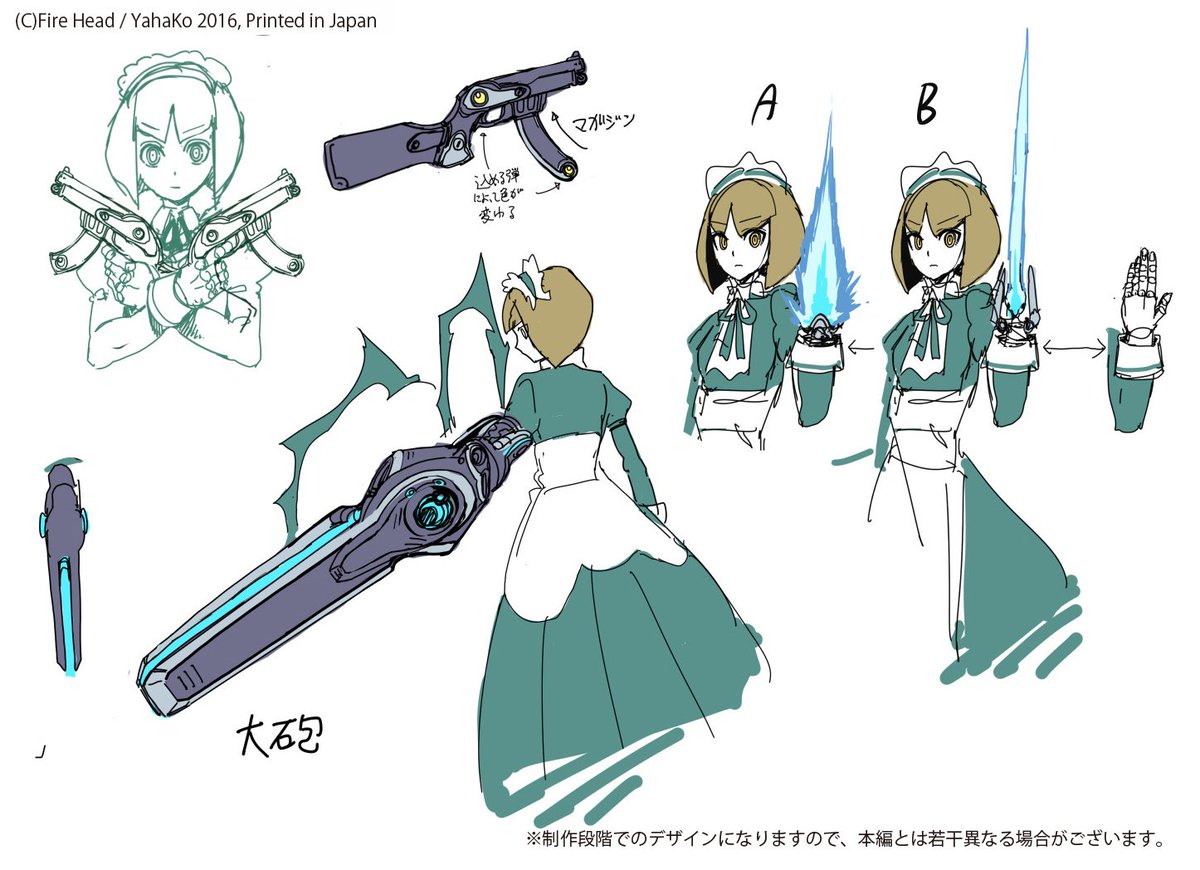 (C)Fire Head / YahaKo 2016, Printed in Japan
マガジン
込める弾
によって色が
変わる
A
B
大砲
※制作段階でのデザインになりますので、本編とは若干異なる場合がございます。